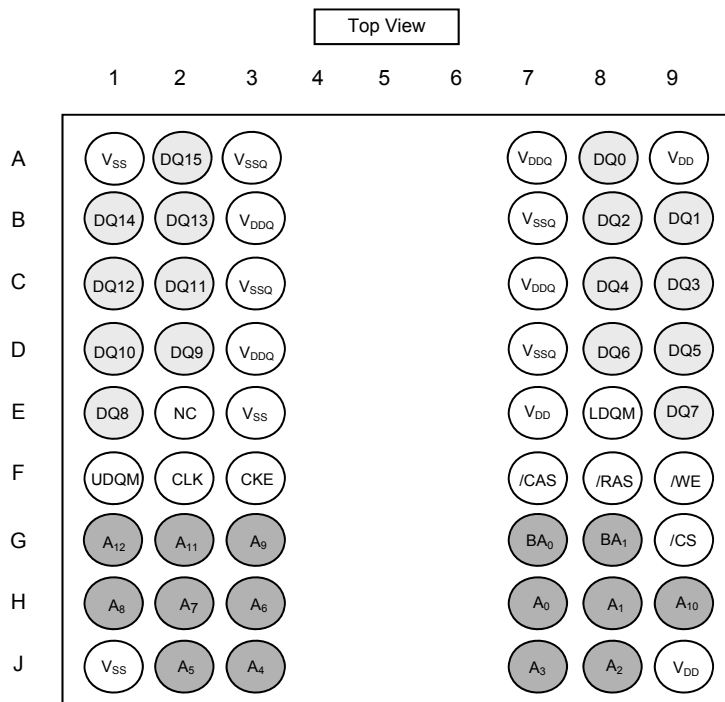 Top View
1 2 3 4 5 6 7 8 9
A VSS DQ15 VSSQ VDDQ DQ0 VDD
B DQ14 DQ13 VDDQ VSSQ DQ2 DQ1
C DQ12 DQ11 VSSQ VDDQ DQ4 DQ3
D DQ10 DQ9 VDDQ VSSQ DQ6 DQ5
E DQ8 NC VSS VDD LDQM DQ7
F UDQM CLK CKE /CAS /RAS /WE
G A12 A11 A9 BA0 BA1 /CS
H A8 A7 A6 A0 A1 A10
J VSS A5 A4 A3 A2 VDD